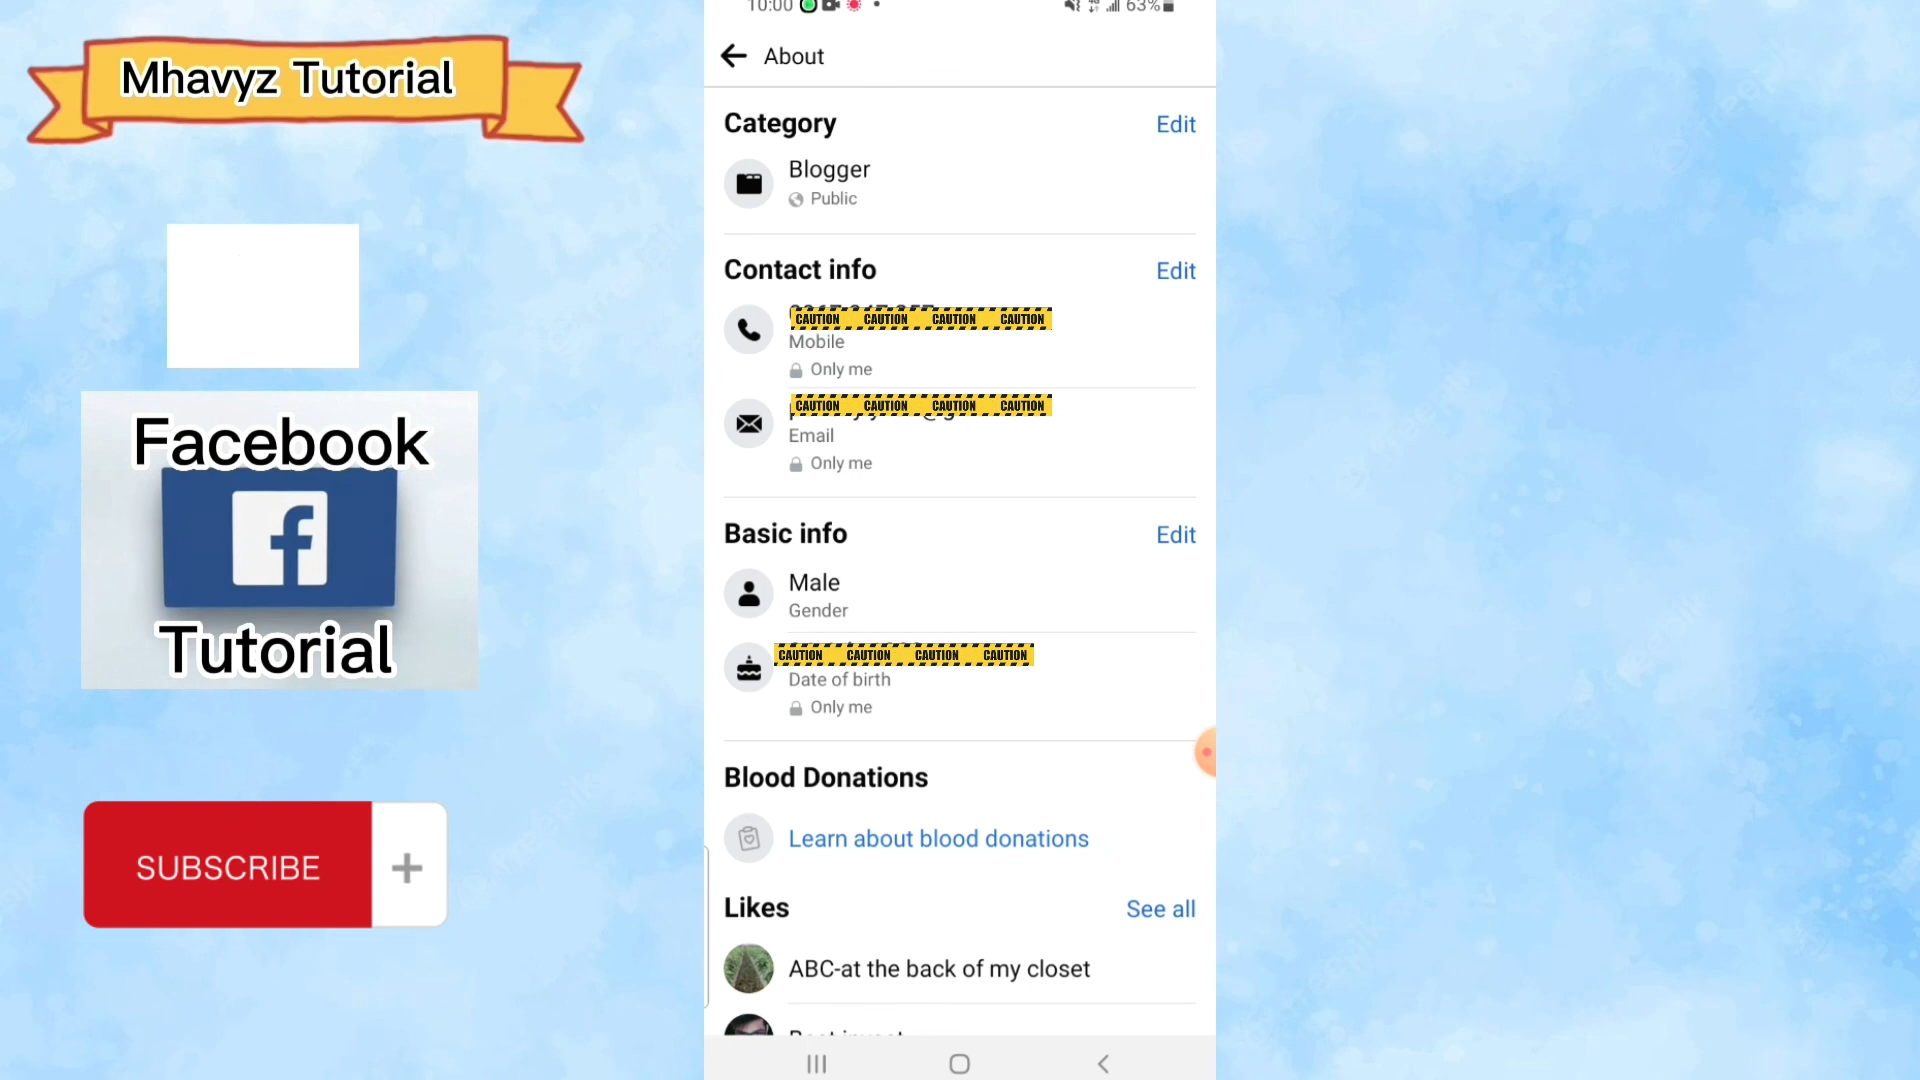 Mhavyz Tutorial
Facebook
f
Tutorial
SUBSCRIBE +
10:00
63%
About
Category
Edit
Blogger
Public
Contact info
Edit
CAUTION CAUTION CAUTION CAUTION
Mobile
Only me
CAUTION CAUTION CAUTION CAUTION
Email
Only me
Basic info
Edit
Male
Gender
CAUTION CAUTION CAUTION CAUTION
Date of birth
Only me
Blood Donations
Learn about blood donations
Likes
See all
ABC-at the back of my closet